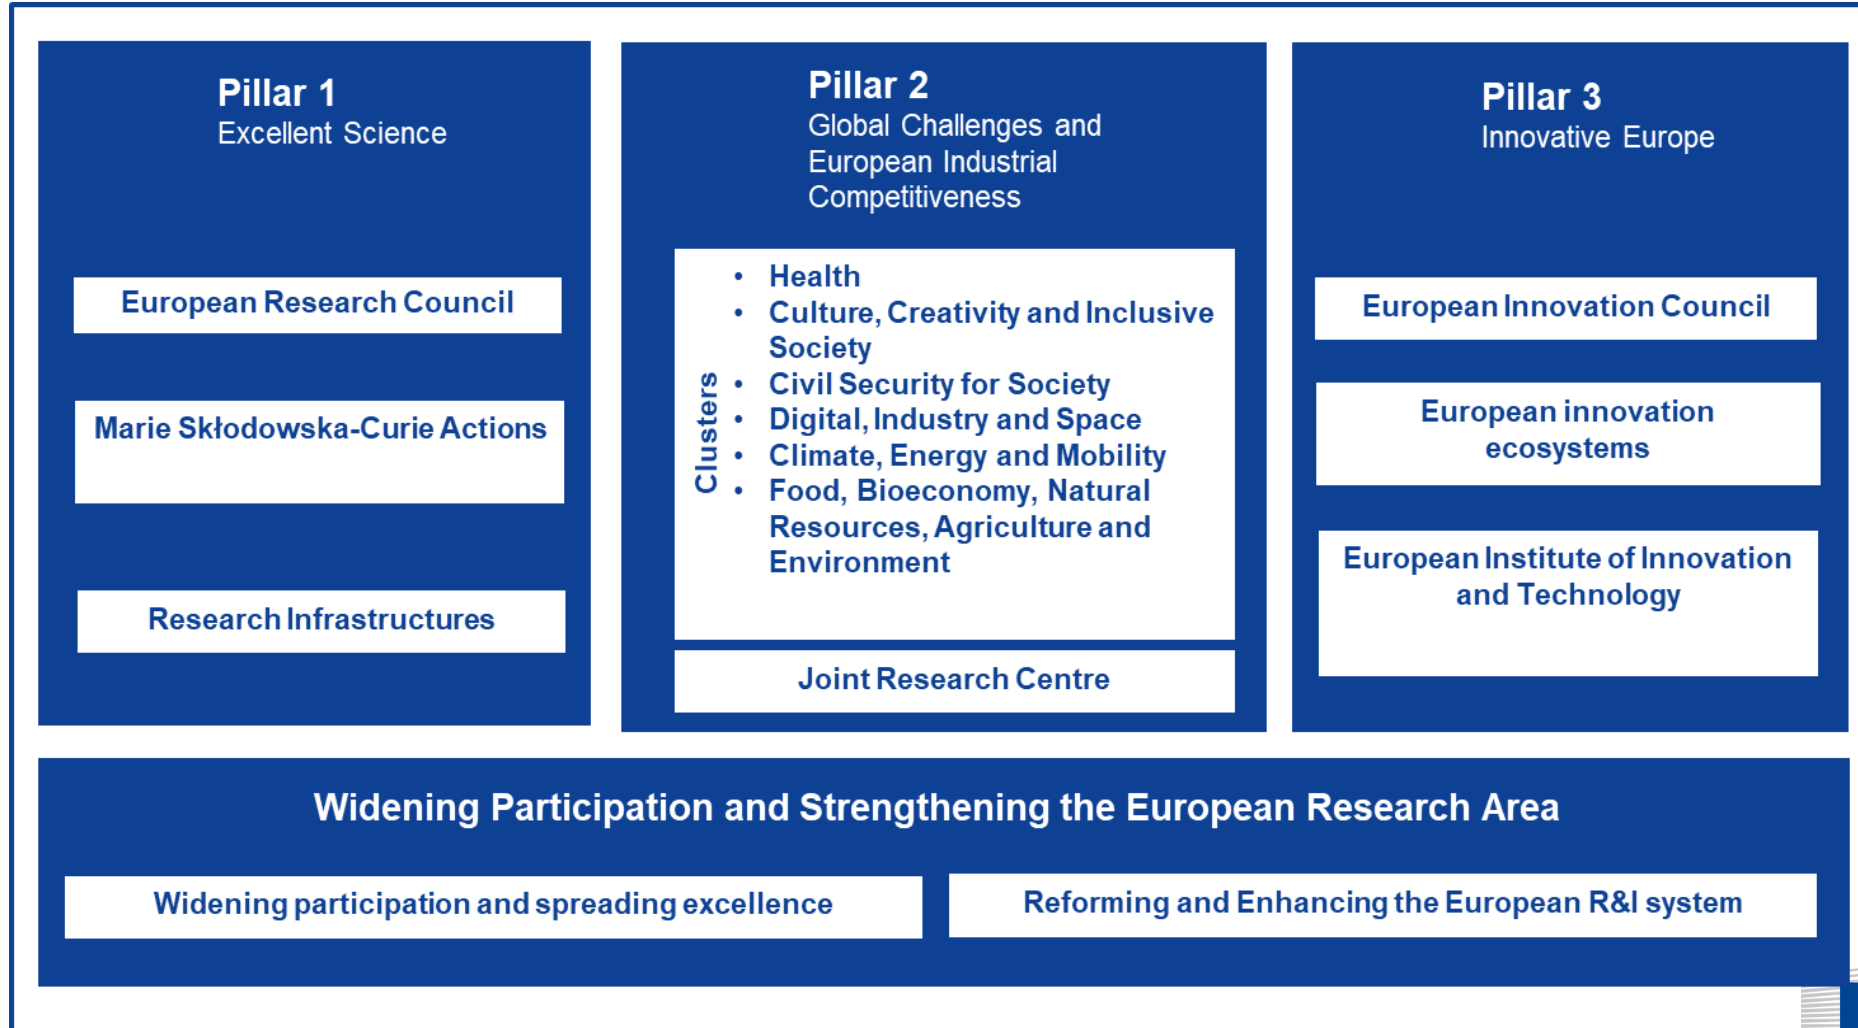 Pillar 1
Excellent Science
European Research Council
Marie Skłodowska-Curie Actions
Research Infrastructures
Pillar 2
Global Challenges and
European Industrial
Competitiveness
Clusters
• Health
• Culture, Creativity and Inclusive
Society
• Civil Security for Society
• Digital, Industry and Space
• Climate, Energy and Mobility
• Food, Bioeconomy, Natural
Resources, Agriculture and
Environment
Joint Research Centre
Pillar 3
Innovative Europe
European Innovation Council
European innovation
ecosystems
European Institute of Innovation
and Technology
Widening Participation and Strengthening the European Research Area
Widening participation and spreading excellence
Reforming and Enhancing the European R&I system